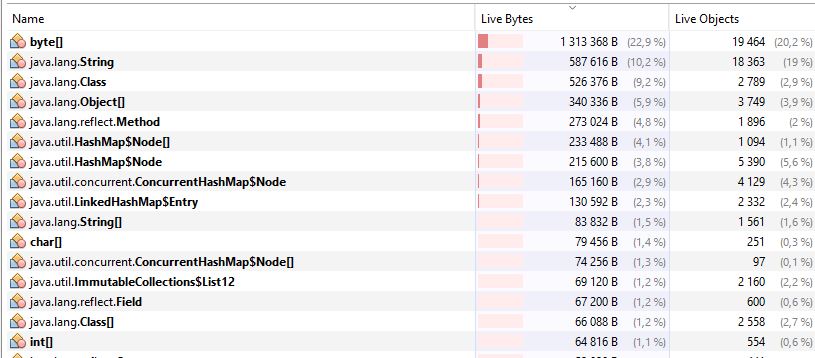 Name Live Bytes Live Objects
byte[] 1 313 368 B (22,9 %) 19 464 (20,2 %)
java.lang.String 587 616 B (10,2 %) 18 363 (19 %)
java.lang.Class 526 376 B (9,2 %) 2 789 (2,9 %)
java.lang.Object[] 340 336 B (5,9 %) 3 749 (3,9 %)
java.lang.reflect.Method 273 024 B (4,8 %) 1 896 (2 %)
java.util.HashMap$Node[] 233 488 B (4,1 %) 1 094 (1,1 %)
java.util.HashMap$Node 215 600 B (3,8 %) 5 390 (5,6 %)
java.util.concurrent.ConcurrentHashMap$Node 165 160 B (2,9 %) 4 129 (4,3 %)
java.util.LinkedHashMap$Entry 130 592 B (2,3 %) 2 332 (2,4 %)
java.lang.String[] 83 832 B (1,5 %) 1 561 (1,6 %)
char[] 79 456 B (1,4 %) 251 (0,3 %)
java.util.concurrent.ConcurrentHashMap$Node[] 74 256 B (1,3 %) 97 (0,1 %)
java.util.ImmutableCollections$List12 69 120 B (1,2 %) 2 160 (2,2 %)
java.lang.reflect.Field 67 200 B (1,2 %) 600 (0,6 %)
java.lang.Class[] 66 088 B (1,2 %) 2 558 (2,7 %)
int[] 64 816 B (1,1 %) 554 (0,6 %)